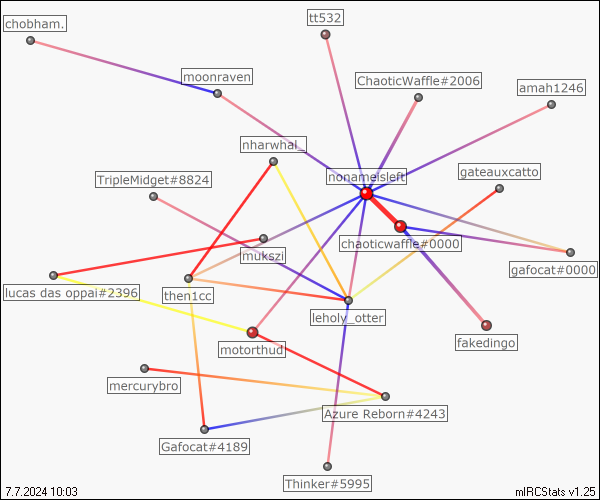 tt532
chobham.
moonraven
ChaoticWaffle#2006
amah1246
nharwhal_
nonameisleft
gateauxcatto
TripleMidget#8824
chaoticwaffle#0000
mukszi
gafocat#0000
lucas das oppai#2396
then1cc
leholy_otter
motorthud
fakedingo
mercurybro
Azure Reborn#4243
Gafocat#4189
Thinker#5995
7.7.2024 10:03
mIRCStats v1.25